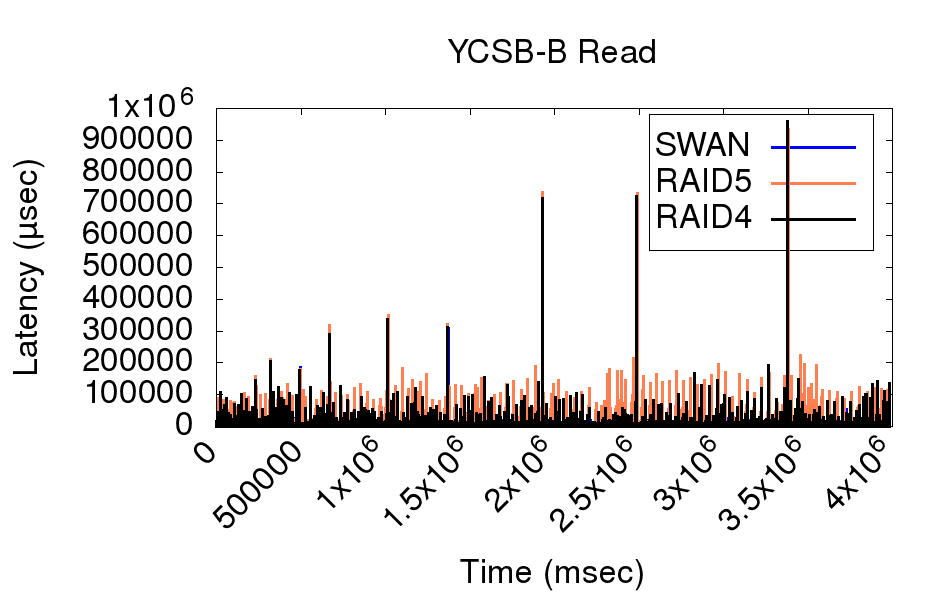 YCSB-B Read
Latency (μsec)
1x10^6
900000
800000
700000
600000
500000
400000
300000
200000
100000
0
SWAN
RAID5
RAID4
0
500000
1x10^6
1.5x10^6
2x10^6
2.5x10^6
3x10^6
3.5x10^6
4x10^6
Time (msec)